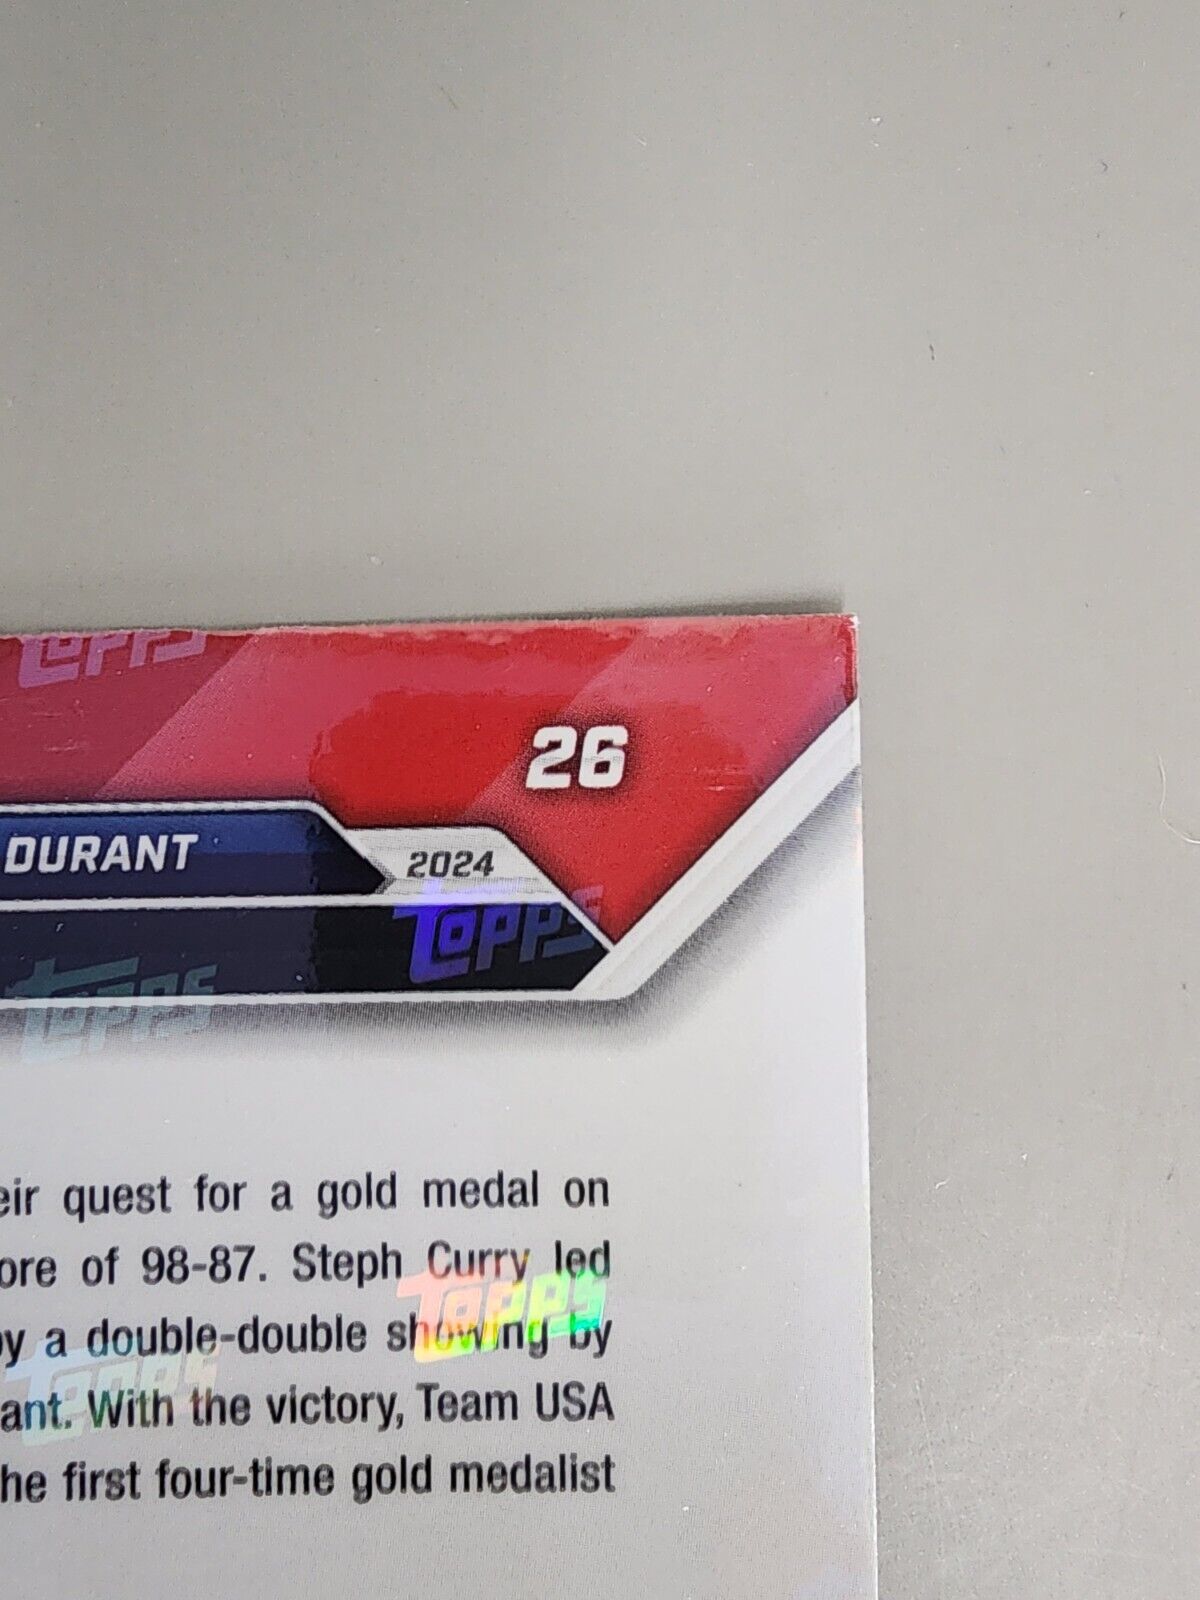 TOPPS
26
DURANT
2024
TOPPS
TOPPS
eir quest for a gold medal on
ore of 98-87. Steph Curry led
TOPPS
by a double-double showing by
TOPPS
ant. With the victory, Team USA
he first four-time gold medalist